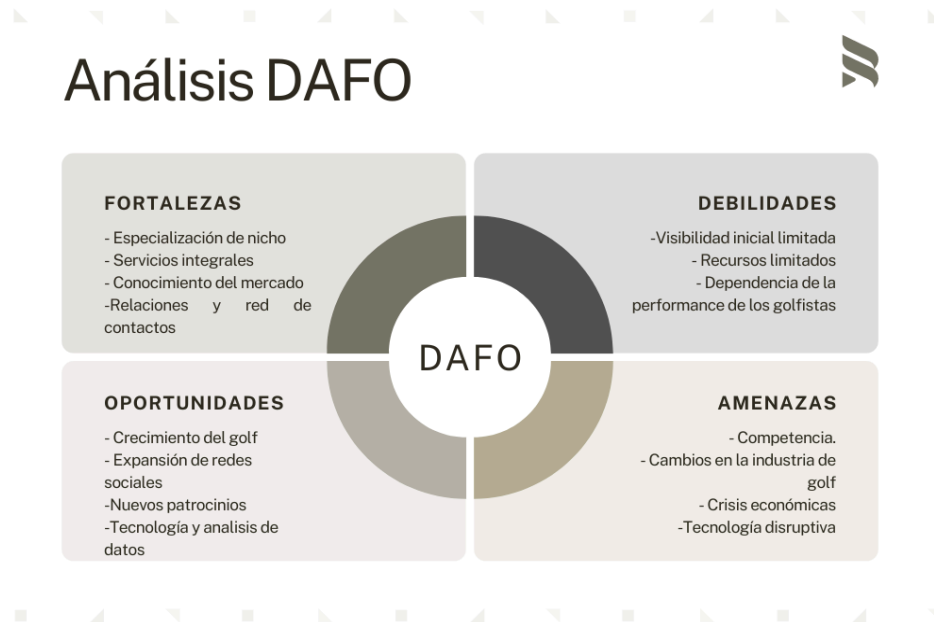 Análisis DAFO
FORTALEZAS
- Especialización de nicho
- Servicios integrales
- Conocimiento del mercado
-Relaciones y red de
contactos
DEBILIDADES
-Visibilidad inicial limitada
- Recursos limitados
- Dependencia de la
performance de los golfistas
DAFO
OPORTUNIDADES
- Crecimiento del golf
- Expansión de redes
sociales
-Nuevos patrocinios
-Tecnología y analisis de
datos
AMENAZAS
- Competencia.
- Cambios en la industria de
golf
- Crisis económicas
-Tecnología disruptiva